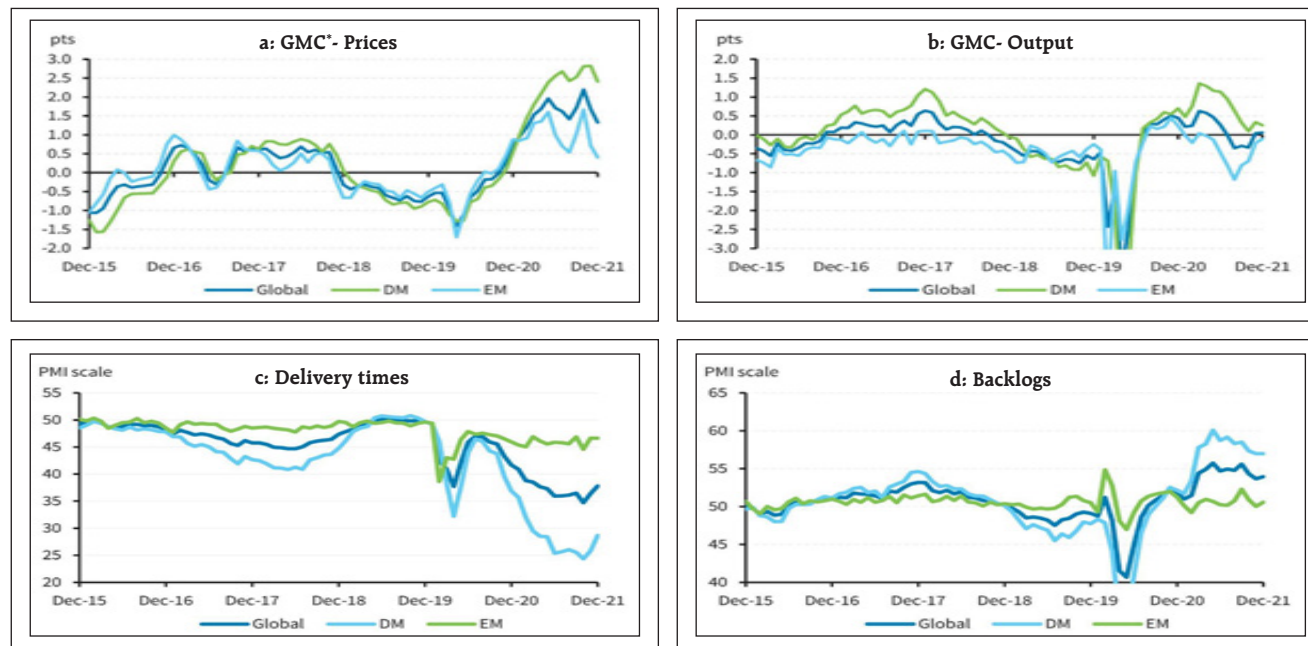 a: GMC*- Prices
pts
3.0
2.5
2.0
1.5
1.0
0.5
0.0
-0.5
-1.0
-1.5
-2.0
Dec-15 Dec-16 Dec-17 Dec-18 Dec-19 Dec-20 Dec-21
Global DM EM
b: GMC- Output
pts
2.0
1.5
1.0
0.5
0.0
-0.5
-1.0
-1.5
-2.0
-2.5
-3.0
Dec-15 Dec-16 Dec-17 Dec-18 Dec-19 Dec-20 Dec-21
Global DM EM
PMI scale
c: Delivery times
55
50
45
40
35
30
25
20
Dec-15 Dec-16 Dec-17 Dec-18 Dec-19 Dec-20 Dec-21
Global DM EM
PMI scale
d: Backlogs
65
60
55
50
45
40
Dec-15 Dec-16 Dec-17 Dec-18 Dec-19 Dec-20 Dec-21
Global DM EM